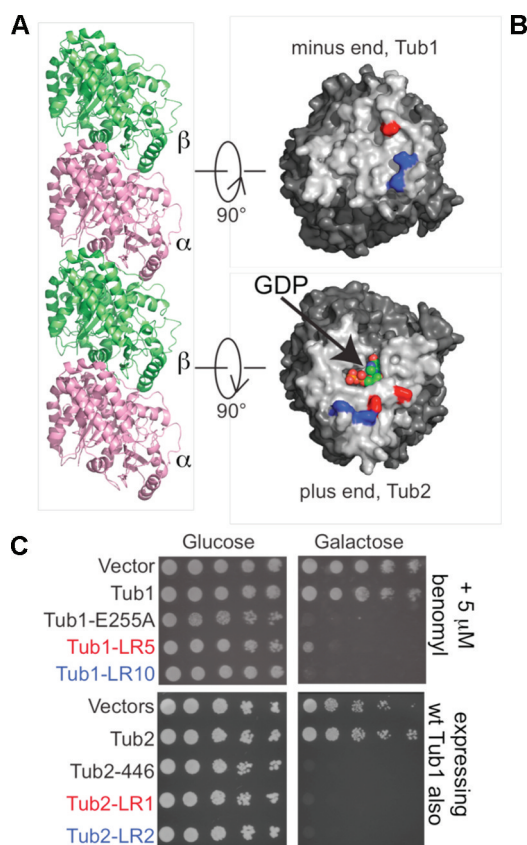 A
B
minus end, Tub1
β
90°
α
GDP
β
90°
α
plus end, Tub2
C
Glucose
Galactose
Vector
Tub1
Tub1-E255A
Tub1-LR5
Tub1-LR10
+ 5 μM
benomyl
Vectors
Tub2
Tub2-446
Tub2-LR1
Tub2-LR2
expressing
wt Tub1 also